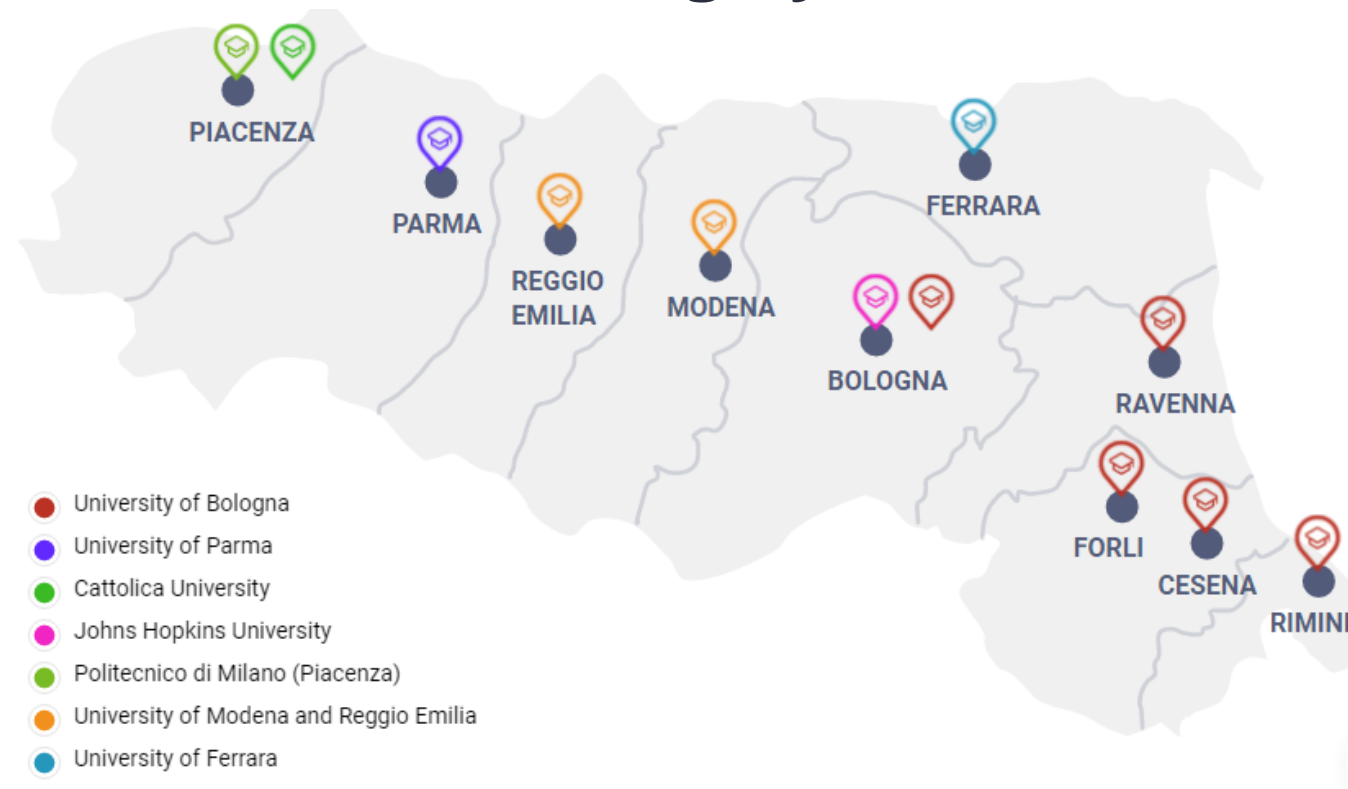 PIACENZA
PARMA
REGGIO
EMILIA
MODENA
FERRARA
BOLOGNA
RAVENNA
FORLI
CESENA
RIMINI
University of Bologna
University of Parma
Cattolica University
Johns Hopkins University
Politecnico di Milano (Piacenza)
University of Modena and Reggio Emilia
University of Ferrara